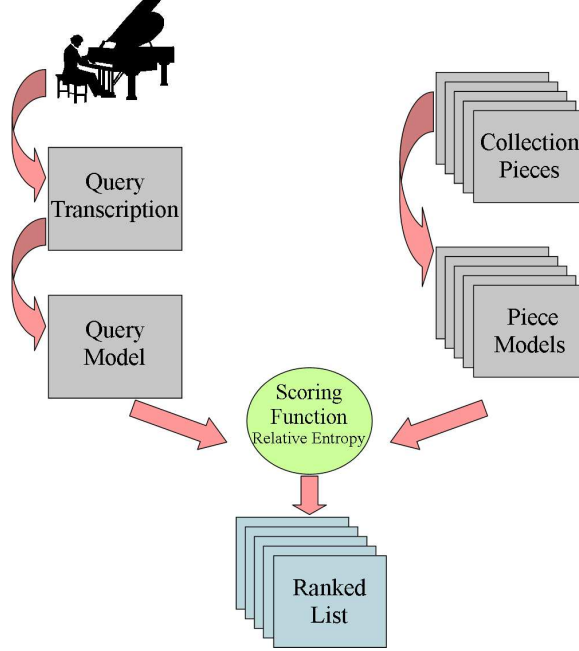 Query
Transcription
Collection
Pieces
Query
Model
Piece
Models
Scoring
Function
Relative Entropy
Ranked
List